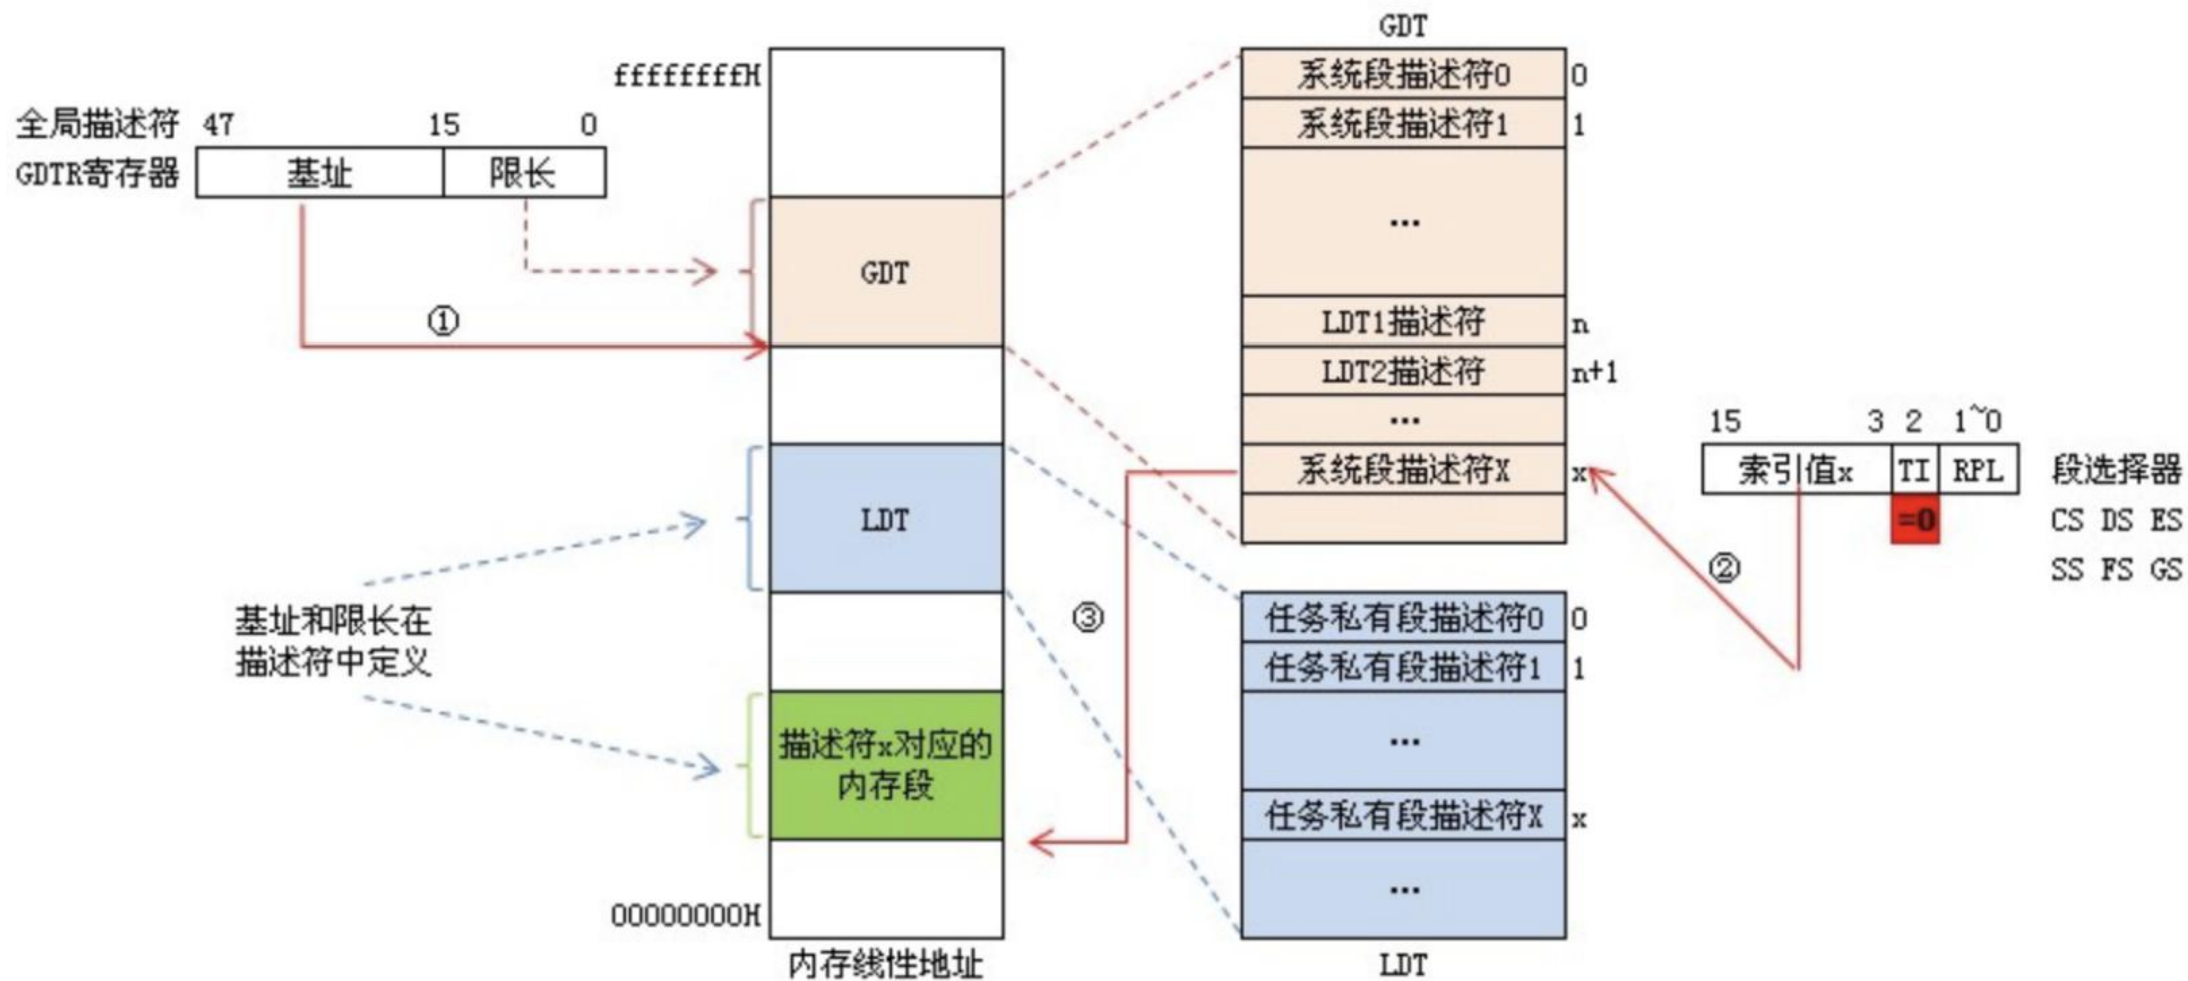 GDT
ffffffffH
系统段描述符0 0
全局描述符 47 15 0
系统段描述符1 1
GDTR寄存器 基址 限长
...
GDT
①
LDT1描述符 n
LDT2描述符 n+1
...
15 3 2 1~0
系统段描述符X x
索引值x TI RPL 段选择器
LDT
=0 CS DS ES
② SS FS GS
基址和限长在
描述符中定义
③
任务私有段描述符0 0
任务私有段描述符1 1
...
描述符x对应的
内存段
任务私有段描述符X x
...
00000000H
内存线性地址
LDT